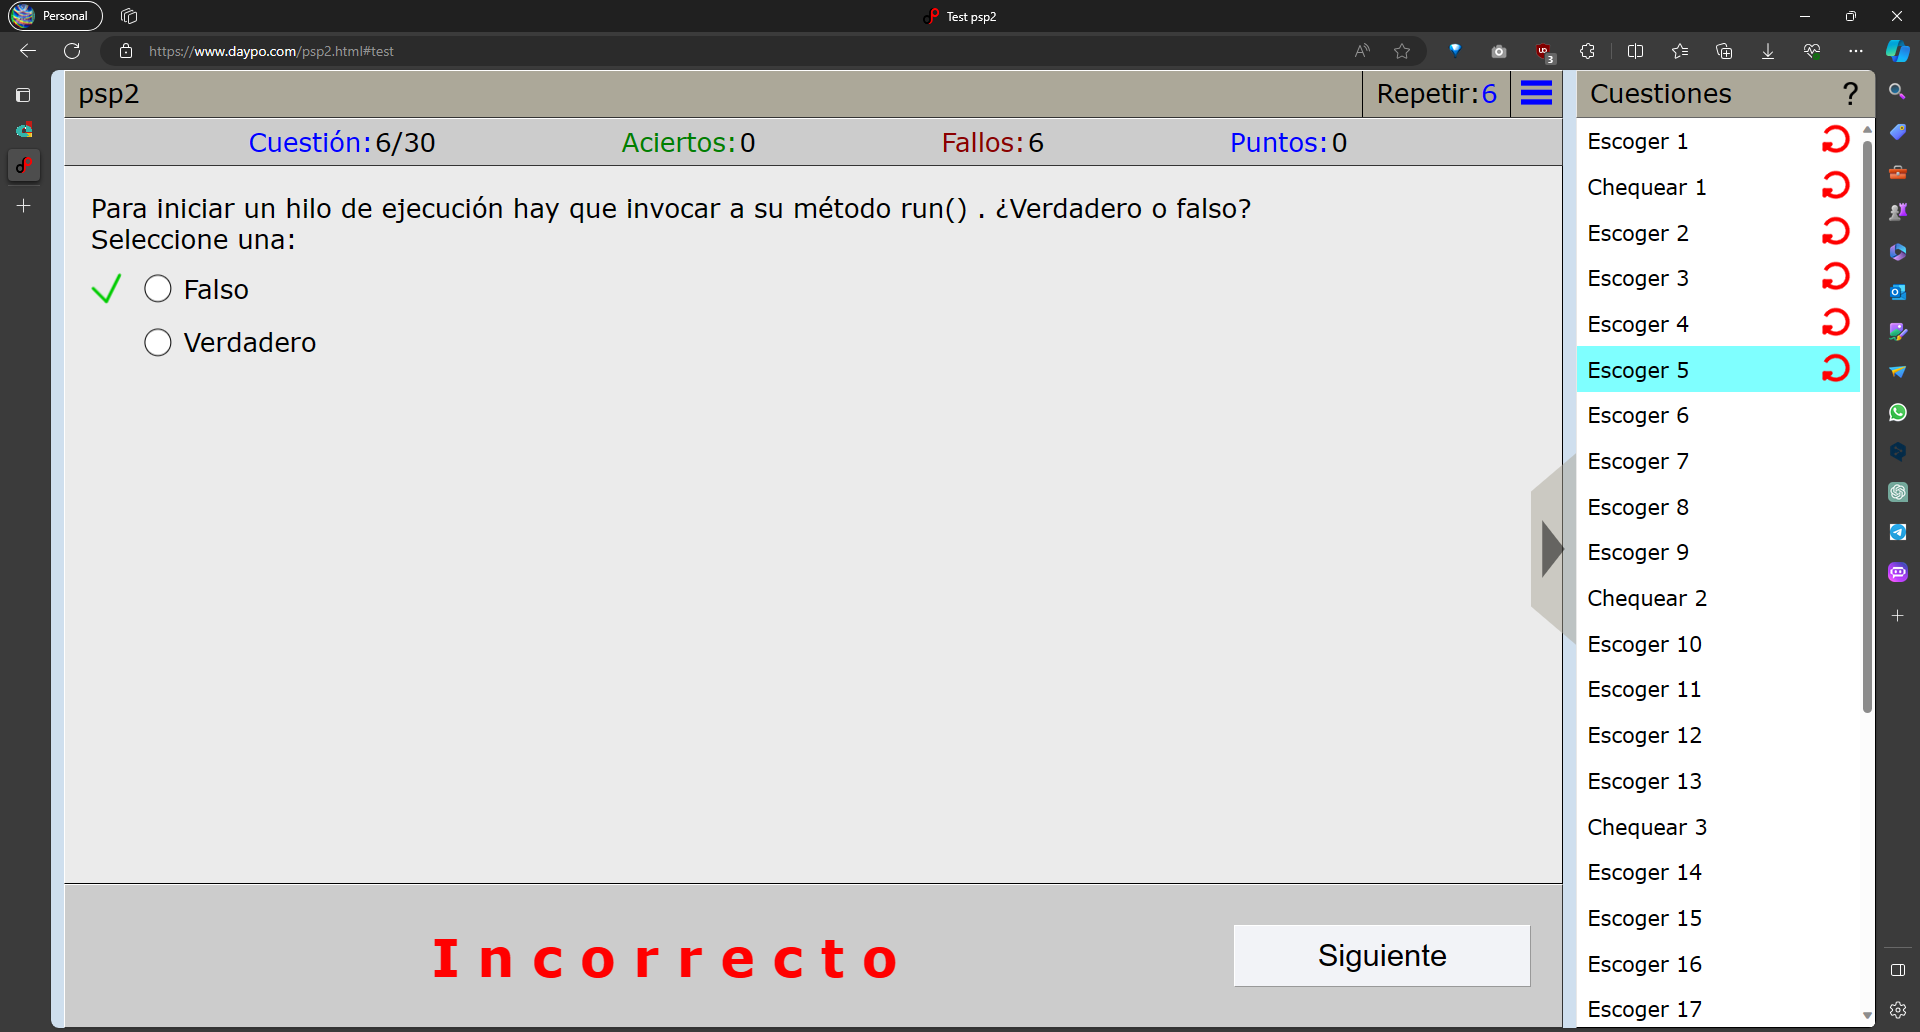 Personal
Test psp2
https://www.daypo.com/psp2.html#test
3
psp2
Repetir:6
Cuestión:6/30
Aciertos:0
Fallos:6
Puntos:0
Para iniciar un hilo de ejecución hay que invocar a su método run() . ¿Verdadero o falso?
Seleccione una:
Falso
Verdadero
Incorrecto
Siguiente
Cuestiones
?
Escoger 1
Chequear 1
Escoger 2
Escoger 3
Escoger 4
Escoger 5
Escoger 6
Escoger 7
Escoger 8
Escoger 9
Chequear 2
Escoger 10
Escoger 11
Escoger 12
Escoger 13
Chequear 3
Escoger 14
Escoger 15
Escoger 16
Escoger 17